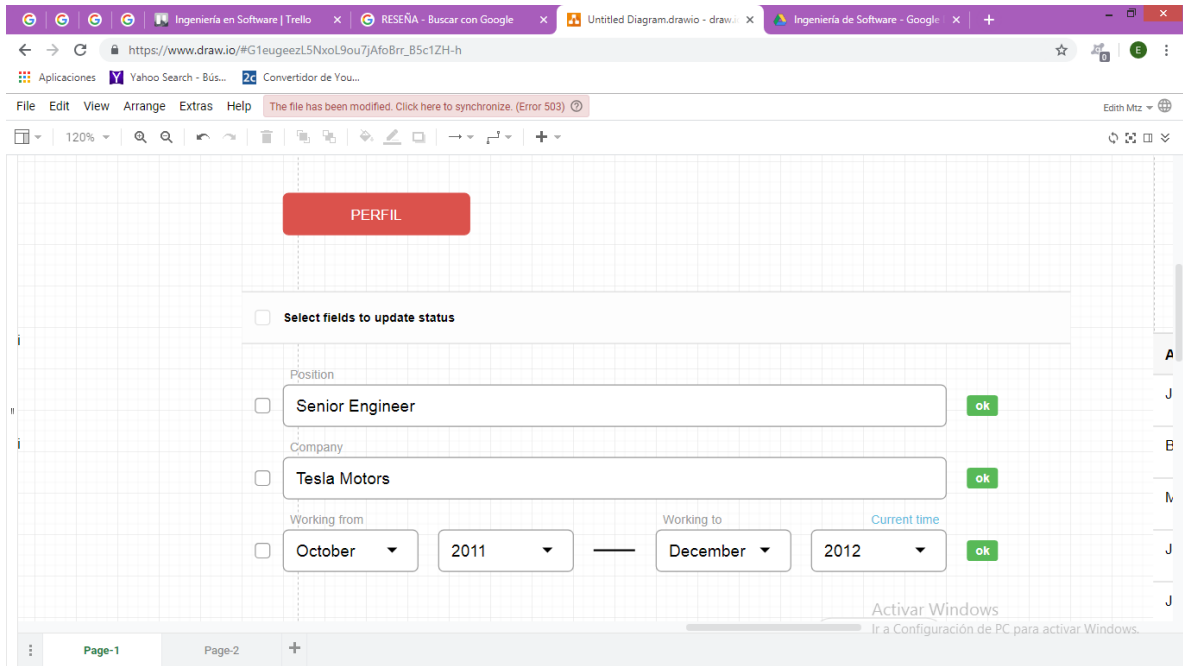 Ingeniería en Software | Trello
RESEÑA - Buscar con Google
Untitled Diagram.drawio - draw.i
Ingeniería de Software - Google
https://www.draw.io/#G1eugeezL5NxoL9ou7jAfoBrr_B5c1ZH-h
0
E
Aplicaciones
Yahoo Search - Bús...
Convertidor de You...
File Edit View Arrange Extras Help The file has been modified. Click here to synchronize. (Error 503)
Edith Mtz
120%
PERFIL
Select fields to update status
i
A
Position
J
Senior Engineer
ok
i
Company
B
Tesla Motors
ok
M
Working from Working to Current time
October 2011 December 2012 ok
J
J
Activar Windows
Ir a Configuración de PC para activar Windows.
Page-1 Page-2